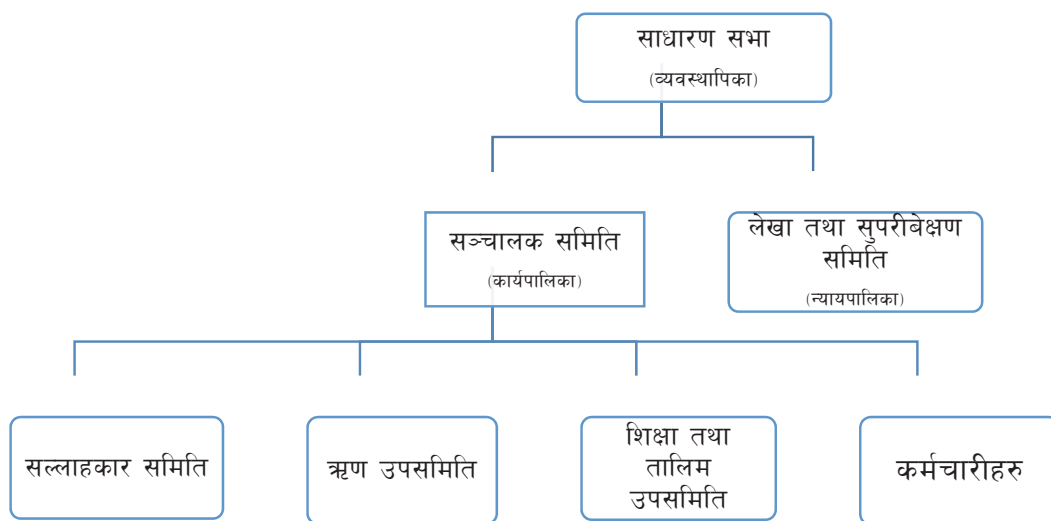 साधारण सभा
(व्यवस्थापिका)
सञ्चालक समिति
(कार्यपालिका)
लेखा तथा सुपरीबेक्षण
समिति
(न्यायपालिका)
सल्लाहकार समिति
ऋण उपसमिति
शिक्षा तथा
तालिम
उपसमिति
कर्मचारीहरु